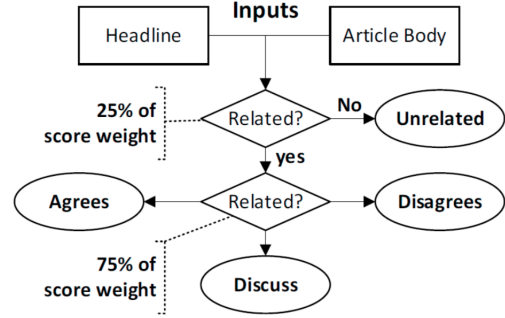 Inputs
Headline
Article Body
25% of
score weight
Related?
No
Unrelated
yes
Agrees
Related?
Disagrees
75% of
score weight
Discuss